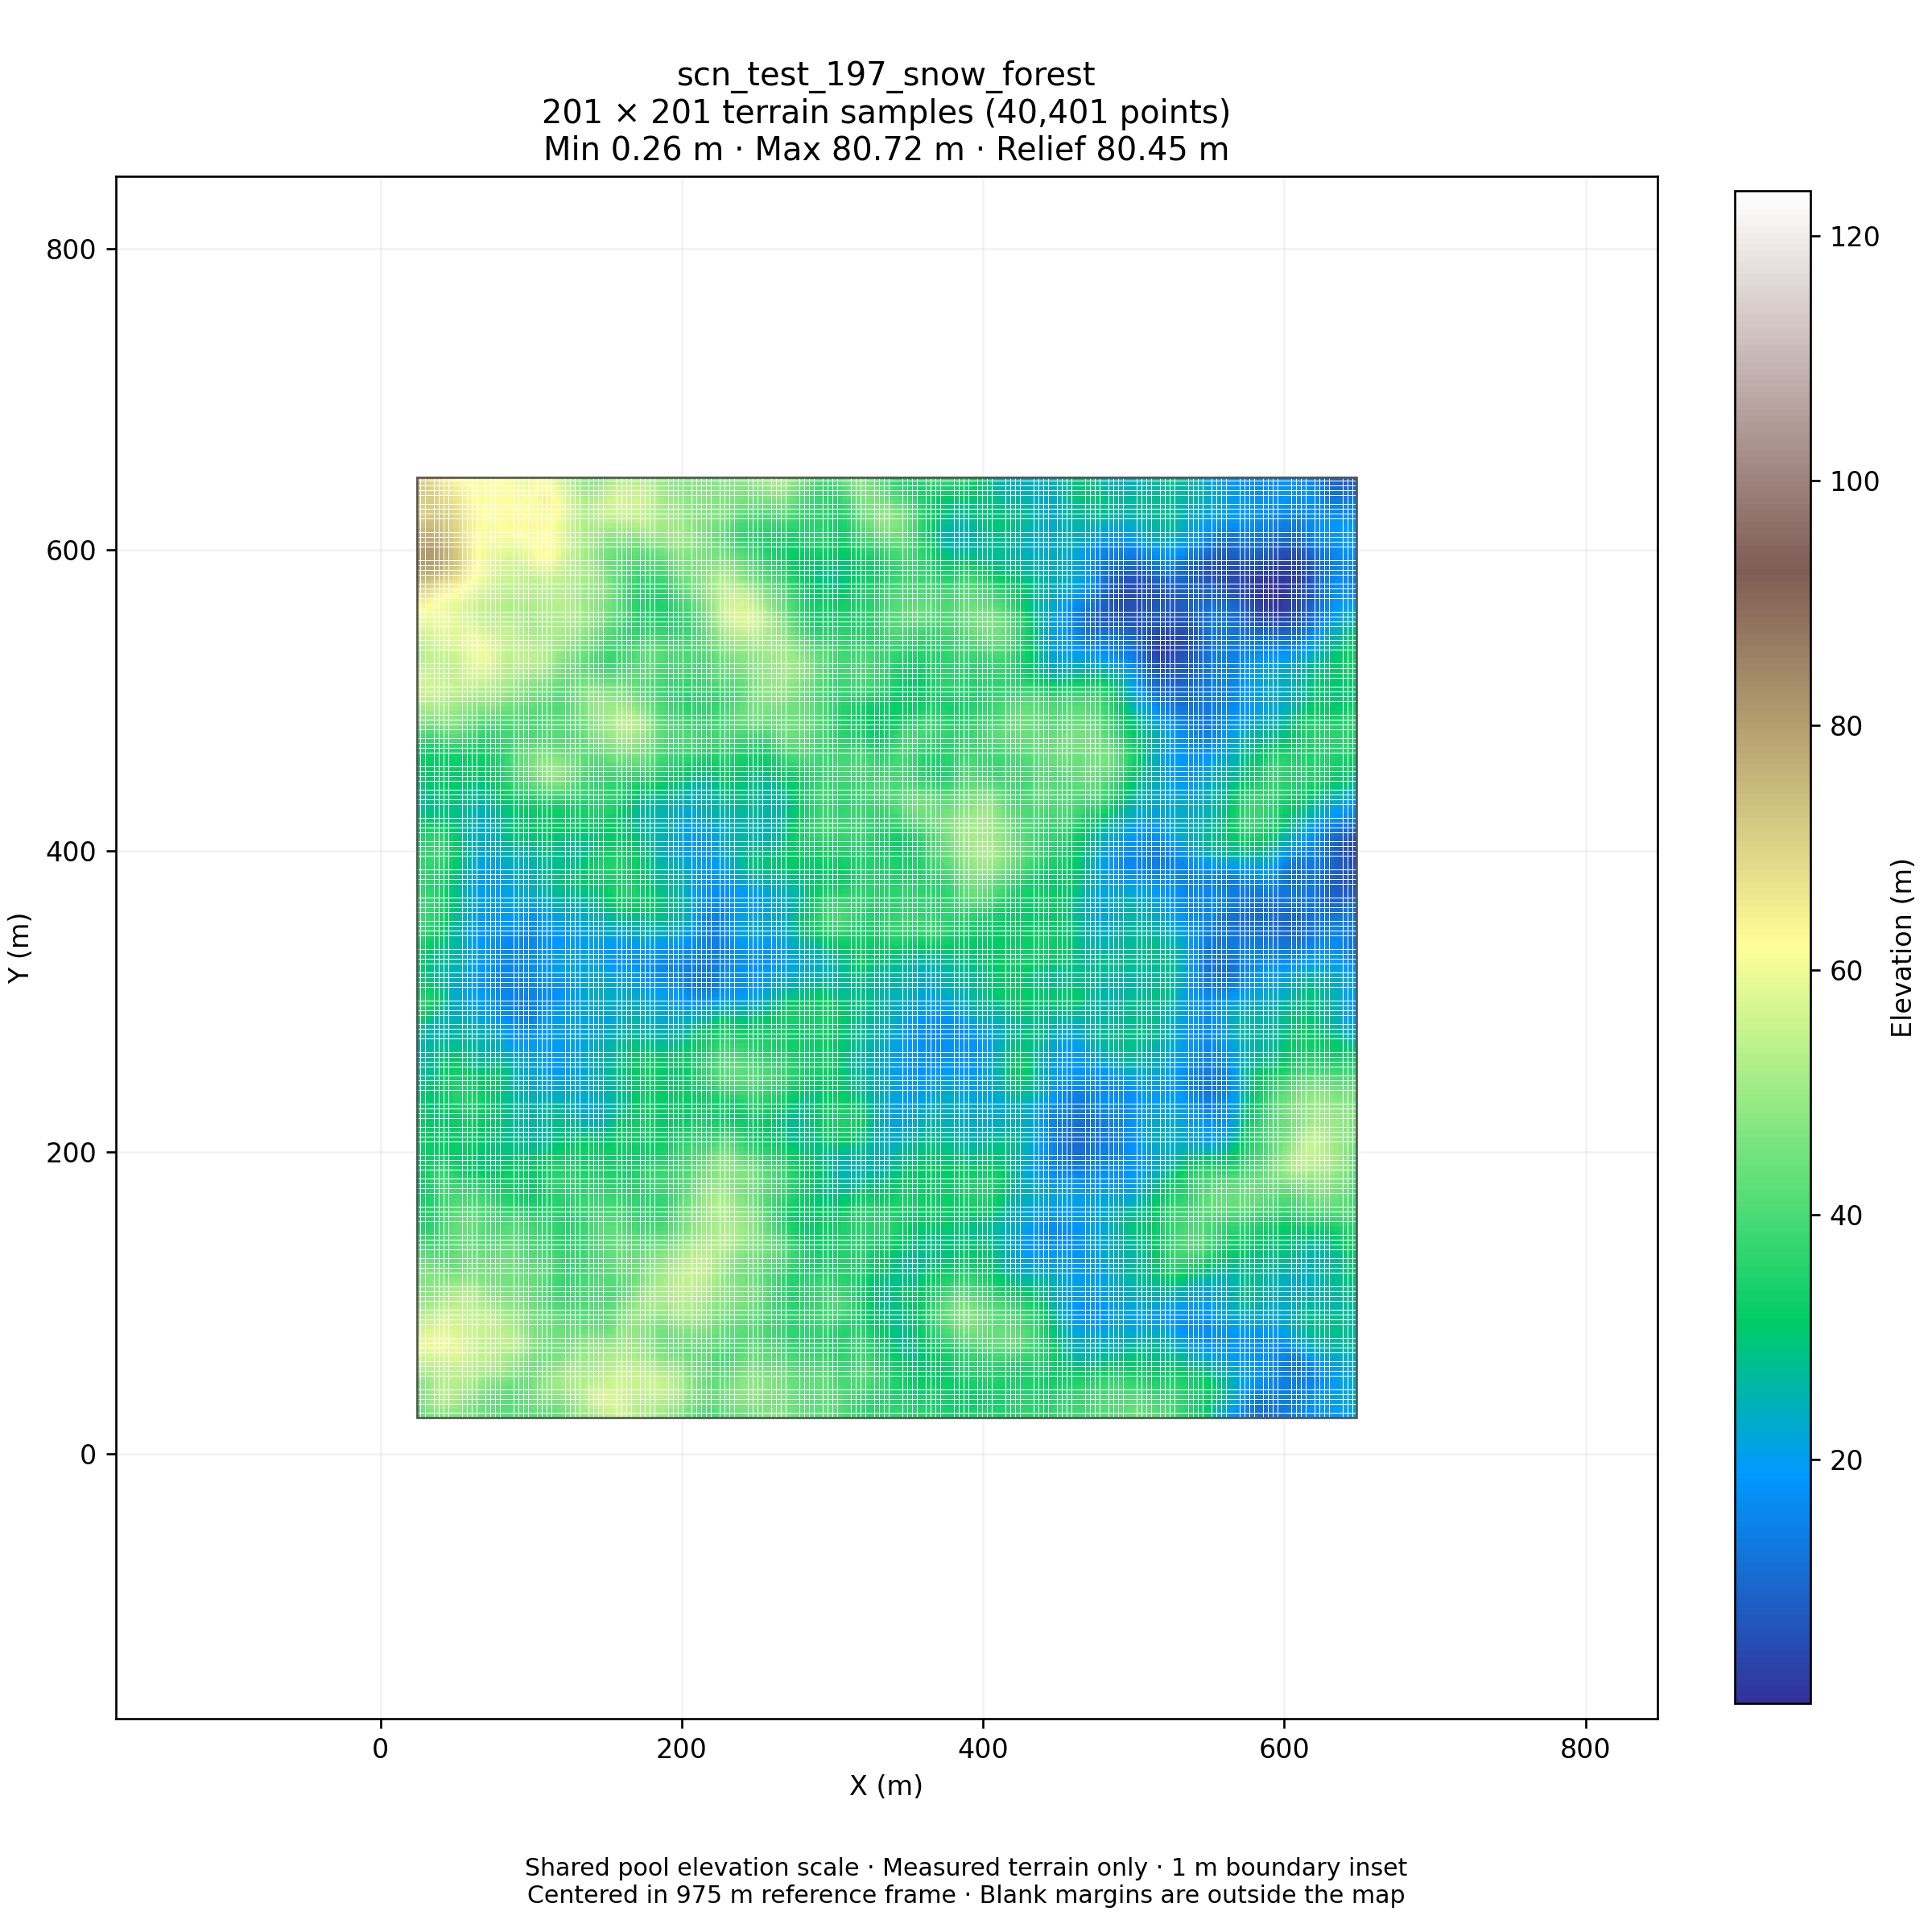 scn_test_197_snow_forest
201 × 201 terrain samples (40,401 points)
Min 0.26 m · Max 80.72 m · Relief 80.45 m
800
600
400
200
0
Y (m)
0
200
400
600
800
X (m)
120
100
80
60
40
20
Elevation (m)
Shared pool elevation scale · Measured terrain only · 1 m boundary inset
Centered in 975 m reference frame · Blank margins are outside the map